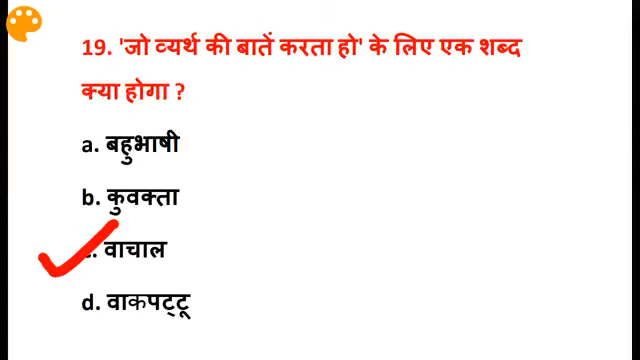 19. 'जो व्यर्थ की बातें करता हो' के लिए एक शब्द
क्या होगा ?
a. बहुभाषी
b. कुवक्ता
c. वाचाल
d. वाकपट्टू